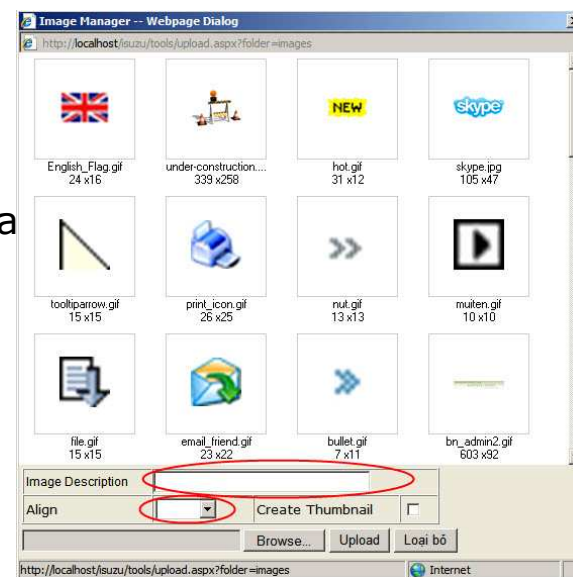 Image Manager -- Webpage Dialog
http://localhost/isuzu/tools/upload.aspx?folder=images
NEW
skype
English_Flag.gif
24 x16
under-construction....
339 x258
hot.gif
31 x12
skype.jpg
105 x47
a
tooltiparrow.gif
15 x15
print_icon.gif
26 x25
nut.gif
13 x13
muiten.gif
10 x10
file.gif
15 x15
email_friend.gif
23 x22
bullet.gif
7 x11
bn_admin2.gif
603 x92
Image Description
Align
Create Thumbnail
Browse...
Upload
Loại bỏ
http://localhost/isuzu/tools/upload.aspx?folder=images
Internet